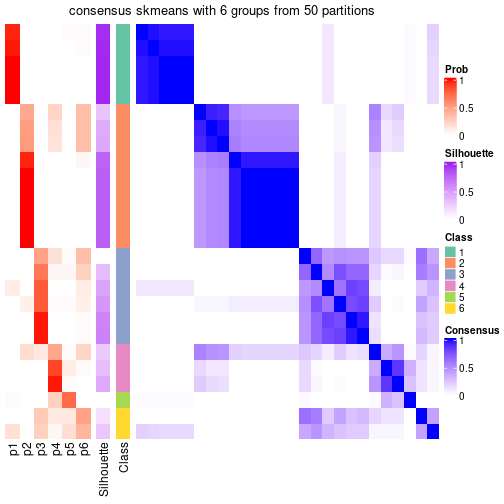 consensus skmeans with 6 groups from 50 partitions
Prob
1
0.5
0
Silhouette
1
0.5
0
Class
1
2
3
4
5
6
Consensus
1
0.5
0
p1
p2
p3
p4
p5
p6
Silhouette
Class